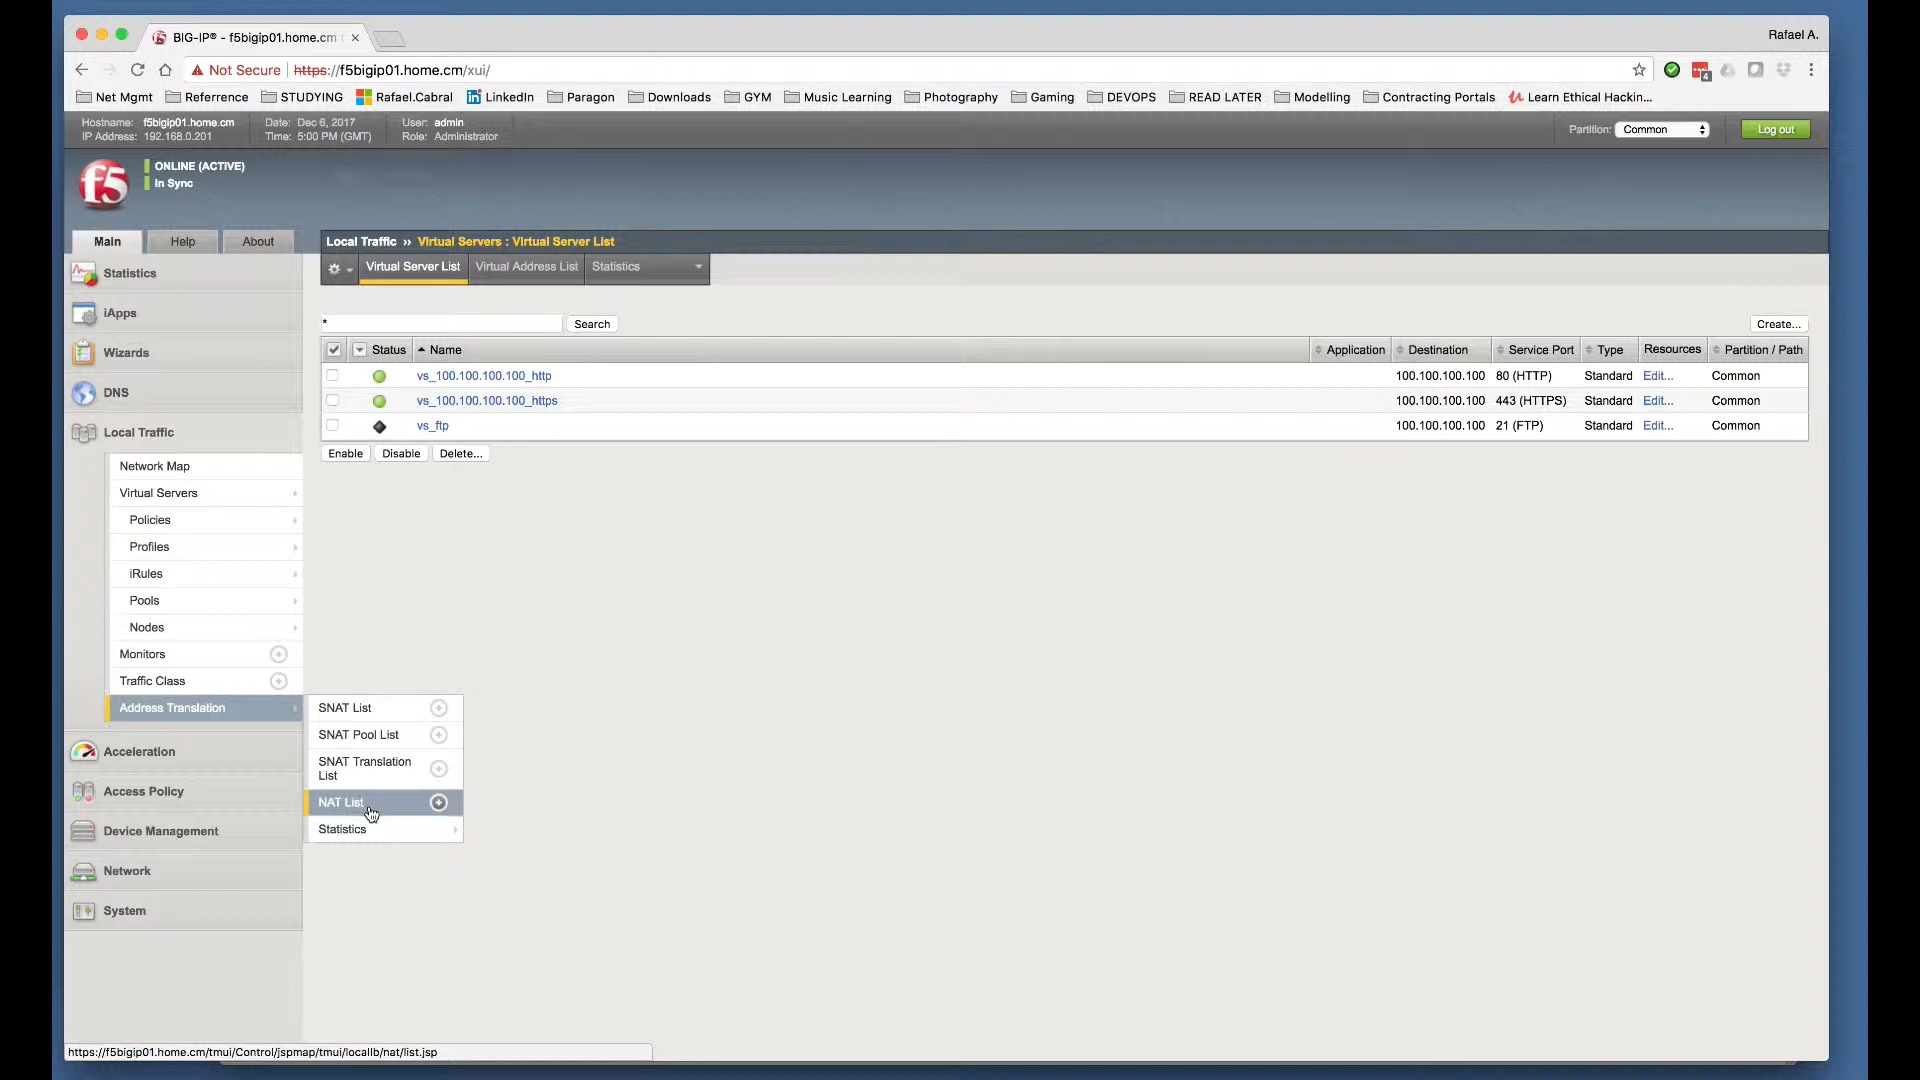 BIG-IP® - f5bigip01.home.cm
Rafael A.
Not Secure https://f5bigip01.home.cm/xui/
4
Net Mgmt Referrence STUDYING Rafael.Cabral LinkedIn Paragon Downloads GYM Music Learning Photography Gaming DEVOPS READ LATER Modelling Contracting Portals Learn Ethical Hackin...
Hostname: f5bigip01.home.cm Date: Dec 6, 2017 User: admin
IP Address: 192.168.0.201 Time: 5:00 PM (GMT) Role: Administrator
Partition: Common Log out
f5
ONLINE (ACTIVE)
In Sync
Main Help About
Local Traffic ›› Virtual Servers : Virtual Server List
Virtual Server List Virtual Address List Statistics
* Search Create...
Status Name Application Destination Service Port Type Resources Partition / Path
vs_100.100.100.100_http 100.100.100.100 80 (HTTP) Standard Edit... Common
vs_100.100.100.100_https 100.100.100.100 443 (HTTPS) Standard Edit... Common
vs_ftp 100.100.100.100 21 (FTP) Standard Edit... Common
Enable Disable Delete...
Statistics
iApps
Wizards
DNS
Local Traffic
Network Map
Virtual Servers
Policies
Profiles
iRules
Pools
Nodes
Monitors
Traffic Class
Address Translation
SNAT List
SNAT Pool List
SNAT Translation
List
NAT List
Statistics
Acceleration
Access Policy
Device Management
Network
System
https://f5bigip01.home.cm/tmui/Control/jspmap/tmui/locallb/nat/list.jsp